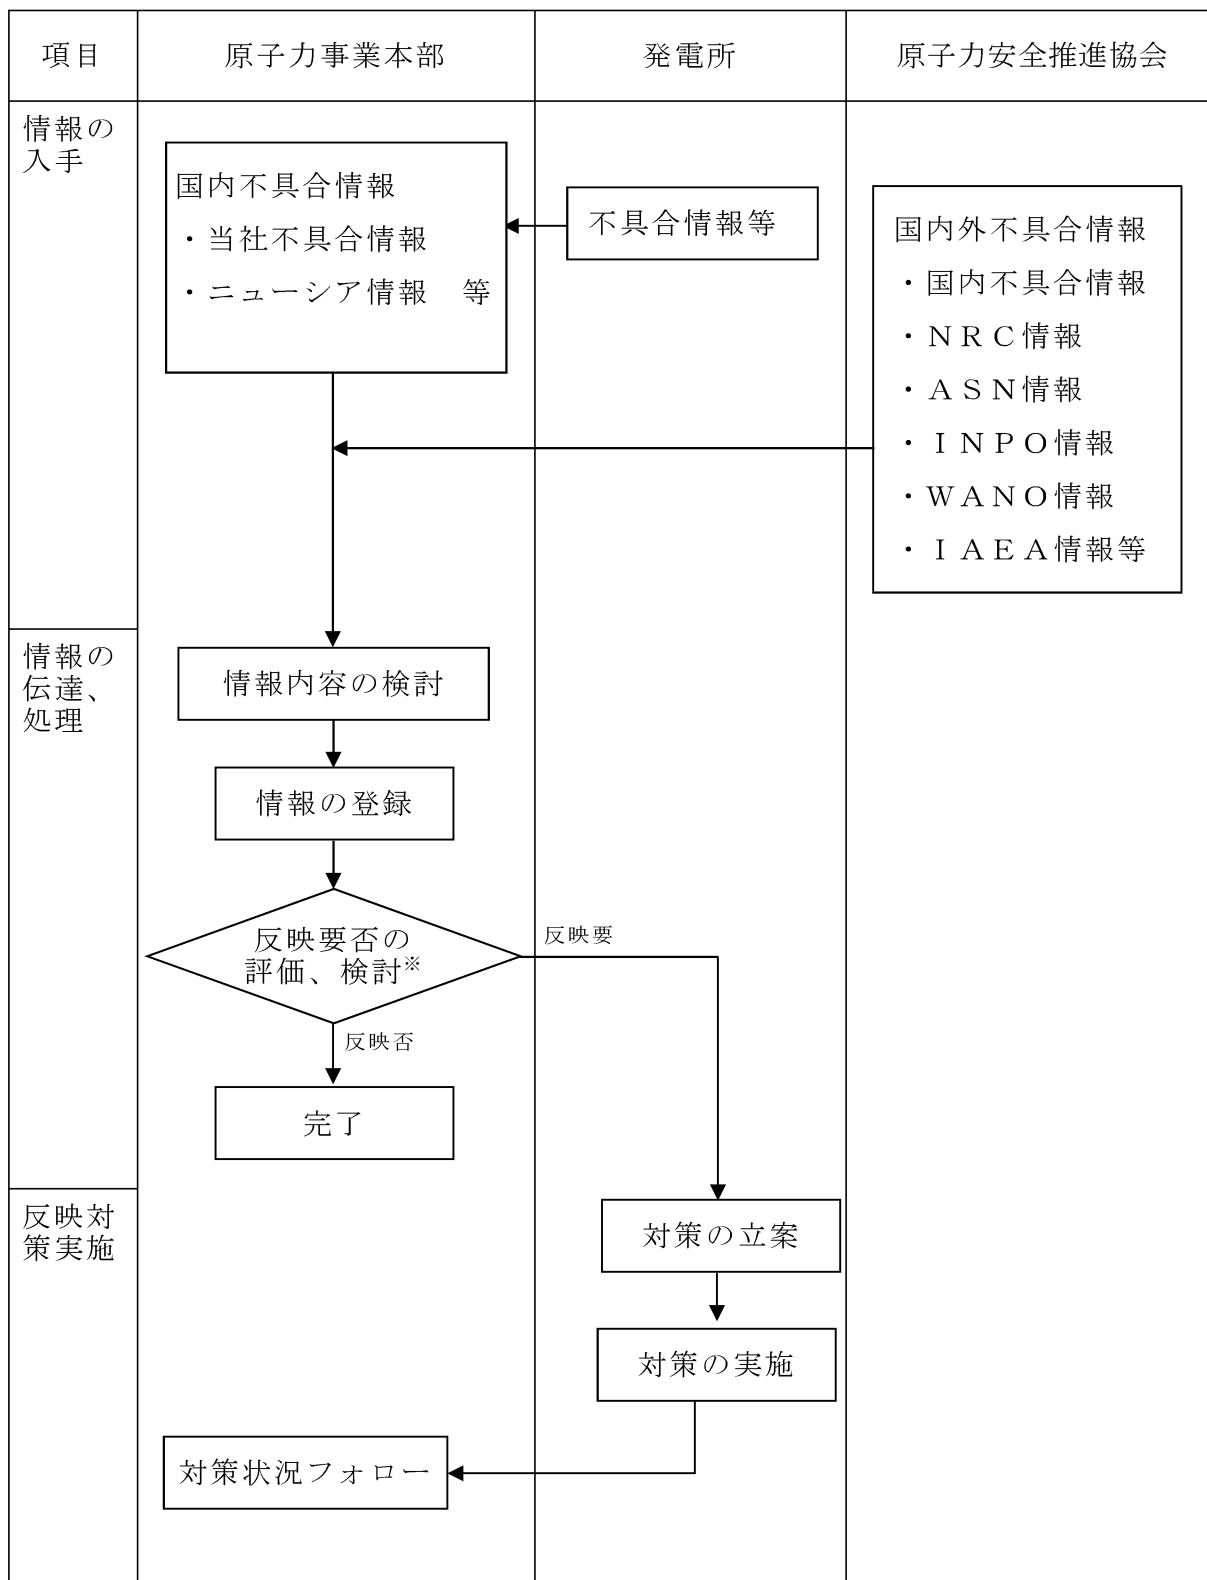 項目
原子力事業本部
発電所
原子力安全推進協会
情報の
入手
国内不具合情報
・当社不具合情報
・ニューシア情報　等
不具合情報等
国内外不具合情報
・国内不具合情報
・ＮＲＣ情報
・ＡＳＮ情報
・ＩＮＰＯ情報
・ＷＡＮＯ情報
・ＩＡＥＡ情報等
情報の
伝達、
処理
情報内容の検討
情報の登録
反映要否の
評価、検討※
反映要
反映否
完了
反映対
策実施
対策の立案
対策の実施
対策状況フォロー